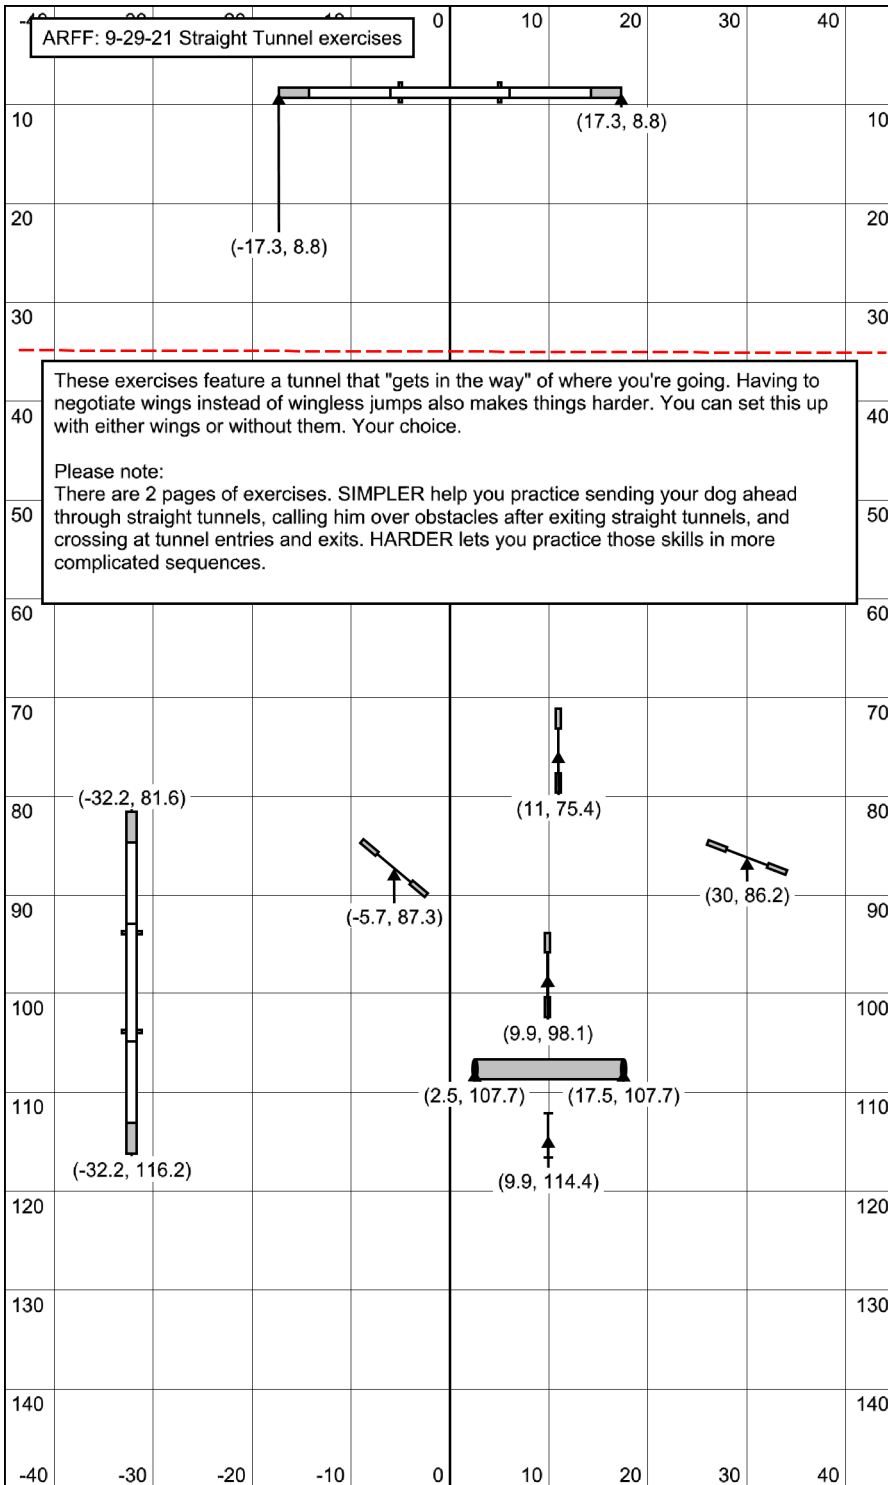 -40 0 10 20 30 40
ARFF: 9-29-21 Straight Tunnel exercises
10 10
(17.3, 8.8)
20 20
(-17.3, 8.8)
30 30
These exercises feature a tunnel that "gets in the way" of where you're going. Having to
40 40
negotiate wings instead of wingless jumps also makes things harder. You can set this up
with either wings or without them. Your choice.
Please note:
There are 2 pages of exercises. SIMPLER help you practice sending your dog ahead
50 50
through straight tunnels, calling him over obstacles after exiting straight tunnels, and
crossing at tunnel entries and exits. HARDER lets you practice those skills in more
complicated sequences.
60 60
70 70
(-32.2, 81.6)
80 80
(11, 75.4)
90 90
(30, 86.2)
(-5.7, 87.3)
100 100
(9.9, 98.1)
110 110
(2.5, 107.7) (17.5, 107.7)
(-32.2, 116.2)
(9.9, 114.4)
120 120
130 130
140 140
-40 -30 -20 -10 0 10 20 30 40